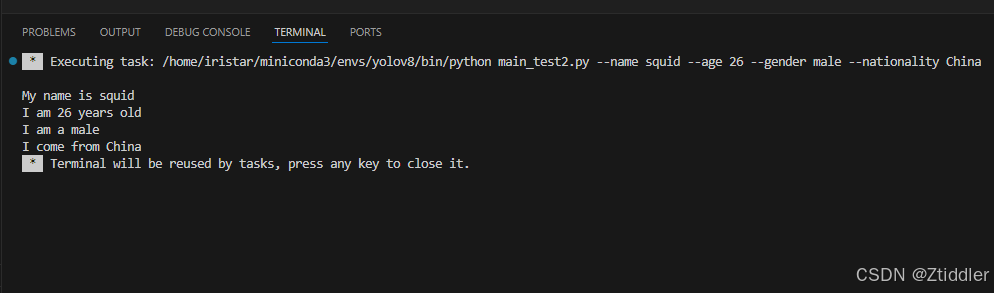 PROBLEMS OUTPUT DEBUG CONSOLE TERMINAL PORTS
* Executing task: /home/iristar/miniconda3/envs/yolov8/bin/python main_test2.py --name squid --age 26 --gender male --nationality China
My name is squid
I am 26 years old
I am a male
I come from China
* Terminal will be reused by tasks, press any key to close it.
CSDN @Ztiddler